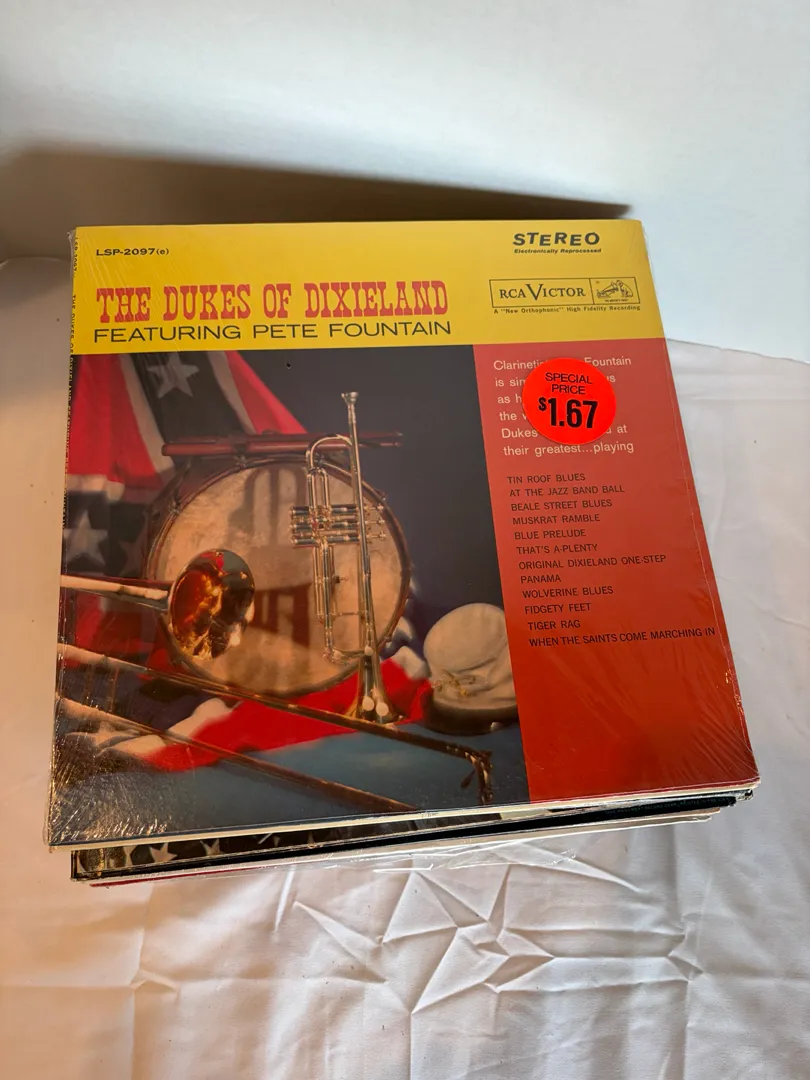 LSP-2097(e)
STEREO
Electronically Reprocessed
THE DUKES OF DIXIELAND
FEATURING PETE FOUNTAIN
RCA VICTOR
A "New Orthophonic" High Fidelity Recording
Clarinetist Fountain
is
as
the
Dukes at
their greatest...playing
SPECIAL
PRICE
$1.67
TIN ROOF BLUES
AT THE JAZZ BAND BALL
BEALE STREET BLUES
MUSKRAT RAMBLE
BLUE PRELUDE
THAT'S A-PLENTY
ORIGINAL DIXIELAND ONE-STEP
PANAMA
WOLVERINE BLUES
FIDGETY FEET
TIGER RAG
WHEN THE SAINTS COME MARCHING IN